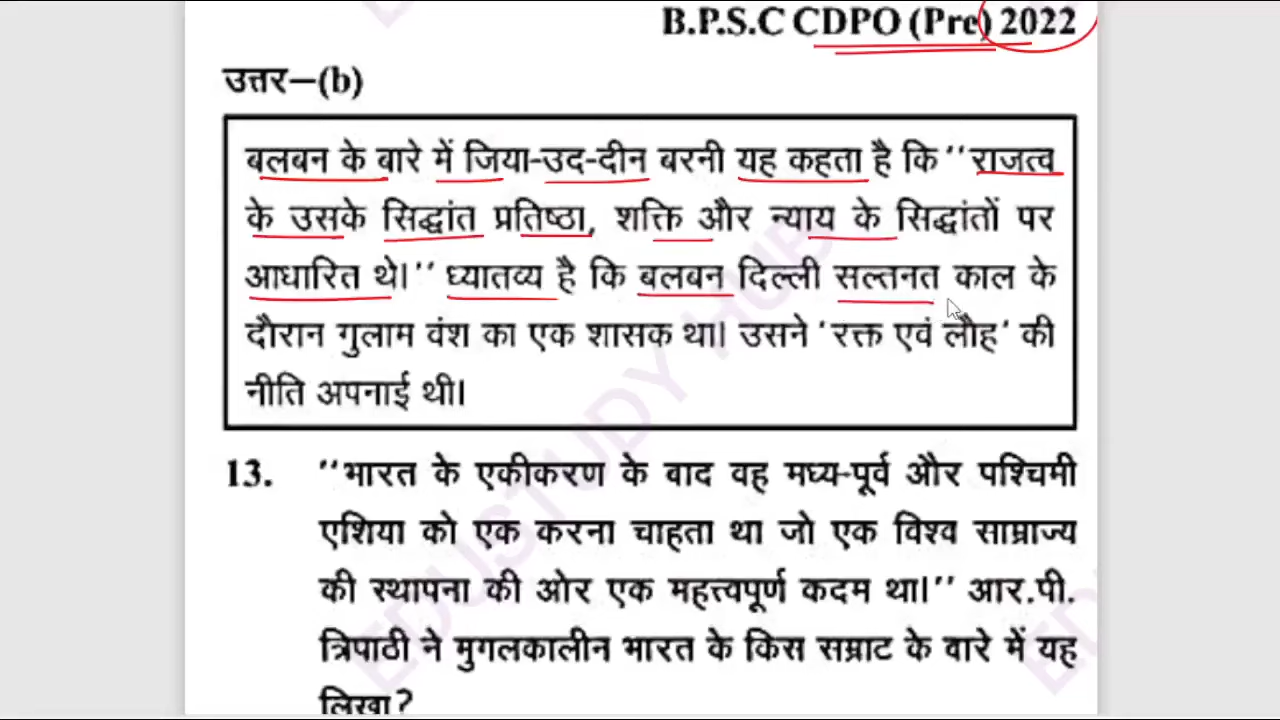 B.P.S.C CDPO (Pre) 2022
उत्तर–(b)
बलबन के बारे में जिया-उद-दीन बरनी यह कहता है कि ''राजत्व
के उसके सिद्धांत प्रतिष्ठा, शक्ति और न्याय के सिद्धांतों पर
आधारित थे।'' ध्यातव्य है कि बलबन दिल्ली सल्तनत काल के
दौरान गुलाम वंश का एक शासक था। उसने 'रक्त एवं लौह' की
नीति अपनाई थी।
13. ''भारत के एकीकरण के वाद वह मध्य-पूर्व और पश्चिमी
एशिया को एक करना चाहता था जो एक विश्व साम्राज्य
की स्थापना की ओर एक महत्त्वपूर्ण कदम था।'' आर.पी.
त्रिपाठी ने मुगलकालीन भारत के किस सम्राट के वारे में यह
लिखा?
EDUSTUDY HUB